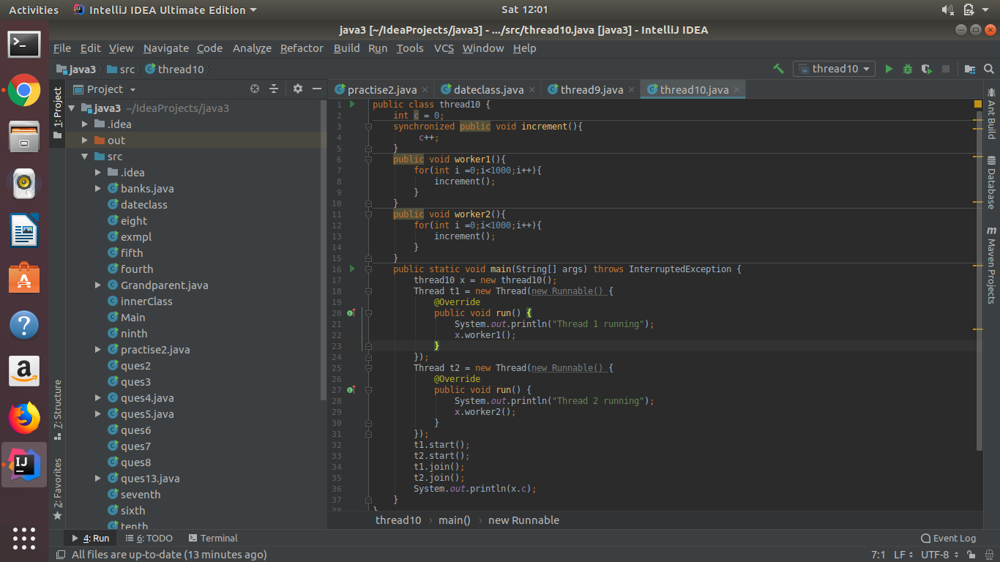 Activities IntelliJ IDEA Ultimate Edition Sat 12:01
java3 [~/IdeaProjects/java3] - .../src/thread10.java [java3] - IntelliJ IDEA
File Edit View Navigate Code Analyze Refactor Build Run Tools VCS Window Help
java3 src thread10 thread10
Project
practise2.java dateclass.java thread9.java thread10.java
1: Project
7: Structure
2: Favorites
java3 ~/IdeaProjects/java3
.idea
out
src
.idea
banks.java
dateclass
eight
exmpl
fifth
fourth
Grandparent.java
innerClass
Main
ninth
practise2.java
ques2
ques3
ques4.java
ques5.java
ques6
ques7
ques8
ques13.java
seventh
sixth
tenth
1 public class thread10 {
2 int c = 0;
3 synchronized public void increment(){
4 c++;
5 }
6 public void worker1(){
7 for(int i =0;i<1000;i++){
8 increment();
9 }
10 }
11 public void worker2(){
12 for(int i =0;i<1000;i++){
13 increment();
14 }
15 }
16 public static void main(String[] args) throws InterruptedException {
17 thread10 x = new thread10();
18 Thread t1 = new Thread(new Runnable() {
19 @Override
20 public void run() {
21 System.out.println("Thread 1 running");
22 x.worker1();
23 }
24 });
25 Thread t2 = new Thread(new Runnable() {
26 @Override
27 public void run() {
28 System.out.println("Thread 2 running");
29 x.worker2();
30 }
31 });
32 t1.start();
33 t2.start();
34 t1.join();
35 t2.join();
36 System.out.println(x.c);
37 }
38 }
Ant Build
Database
m Maven Projects
thread10 main() new Runnable
4: Run 6: TODO Terminal Event Log
All files are up-to-date (13 minutes ago) 7:1 LF UTF-8